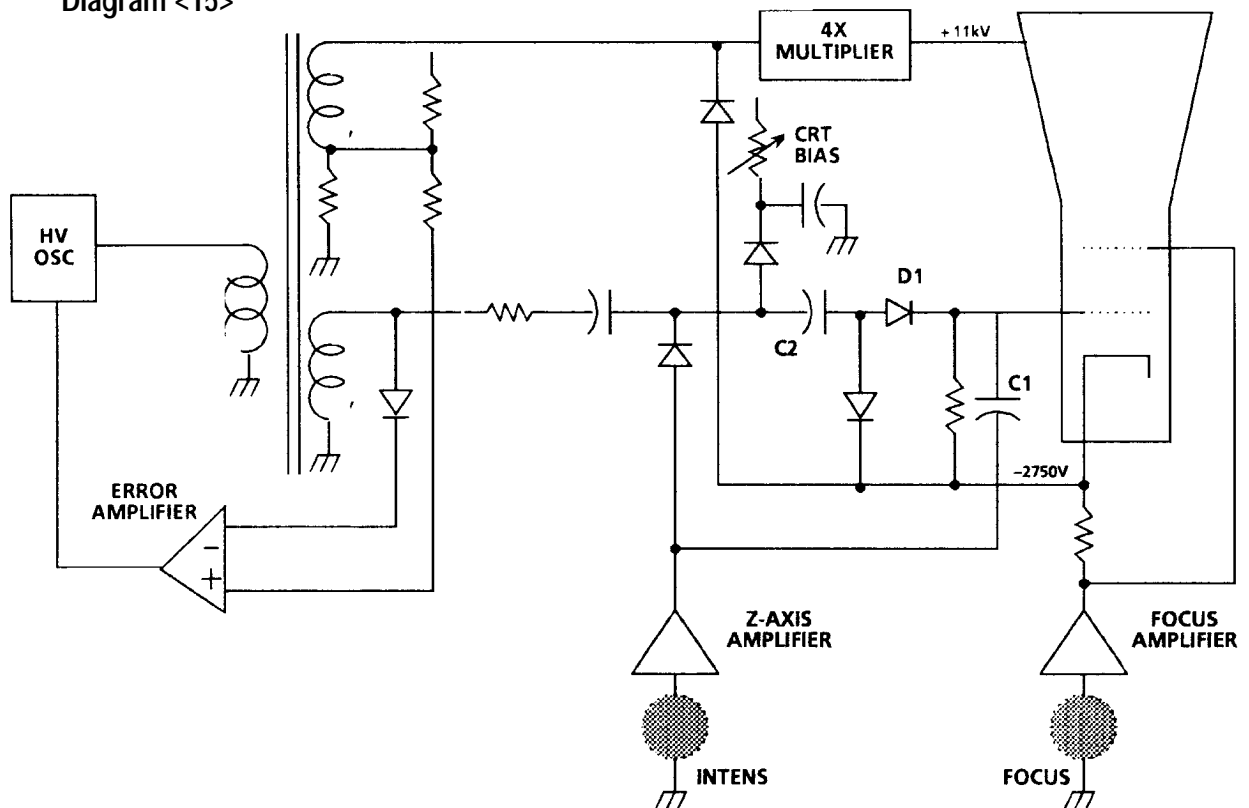 Diagram <15>
4X
MULTIPLIER
+11kV
CRT
BIAS
HV
OSC
D1
C2
C1
−2750V
ERROR
AMPLIFIER
−
+
Z-AXIS
AMPLIFIER
FOCUS
AMPLIFIER
INTENS
FOCUS